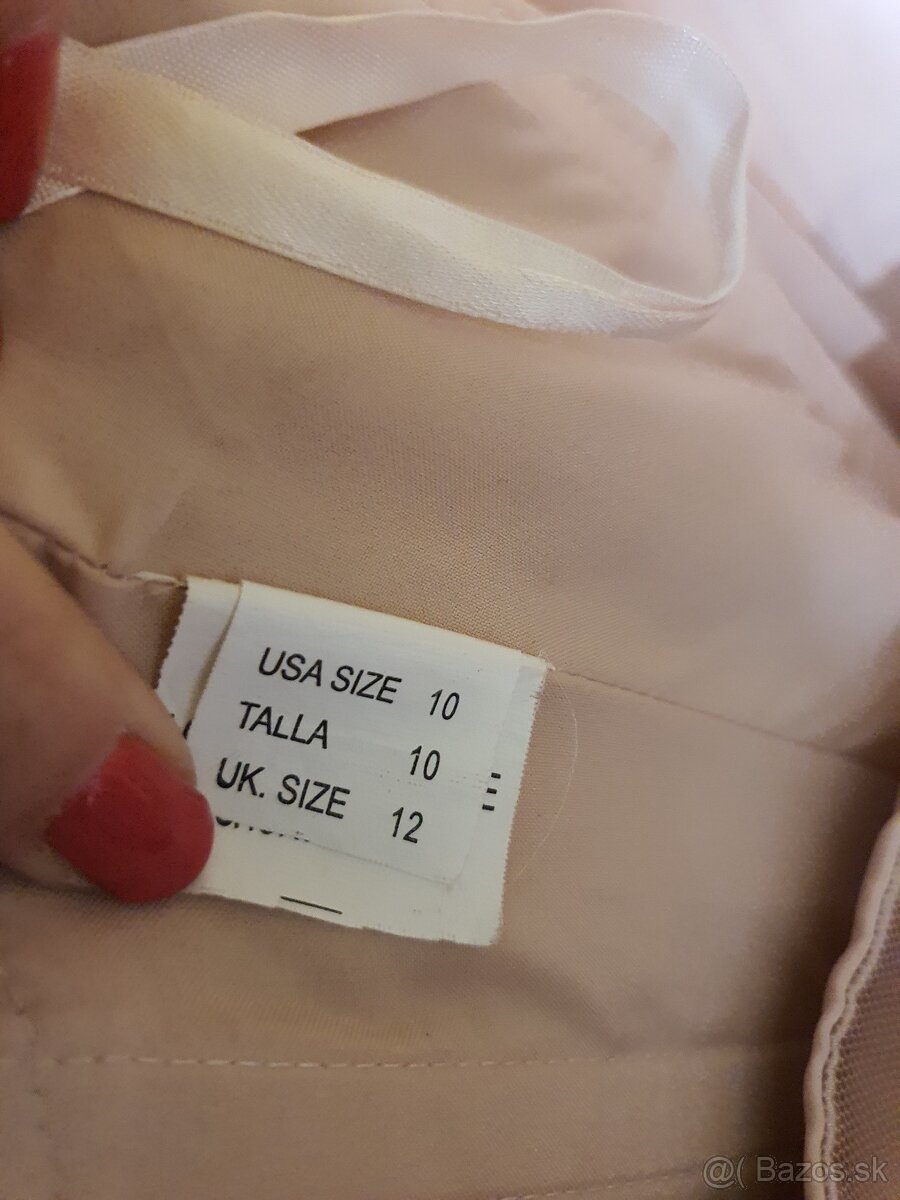 USA SIZE 10
TALLA 10
UK. SIZE 12
@( Bazos.sk